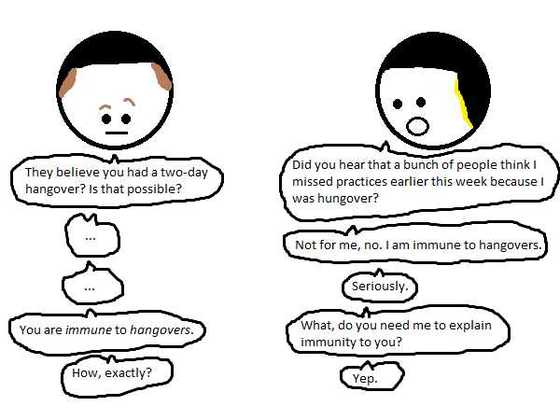 Did you hear that a bunch of people think I
missed practices earlier this week because I
was hungover?
They believe you had a two-day
hangover? Is that possible?
Not for me, no. I am immune to hangovers.
...
Seriously.
...
What, do you need me to explain
immunity to you?
You are immune to hangovers.
How, exactly?
Yep.